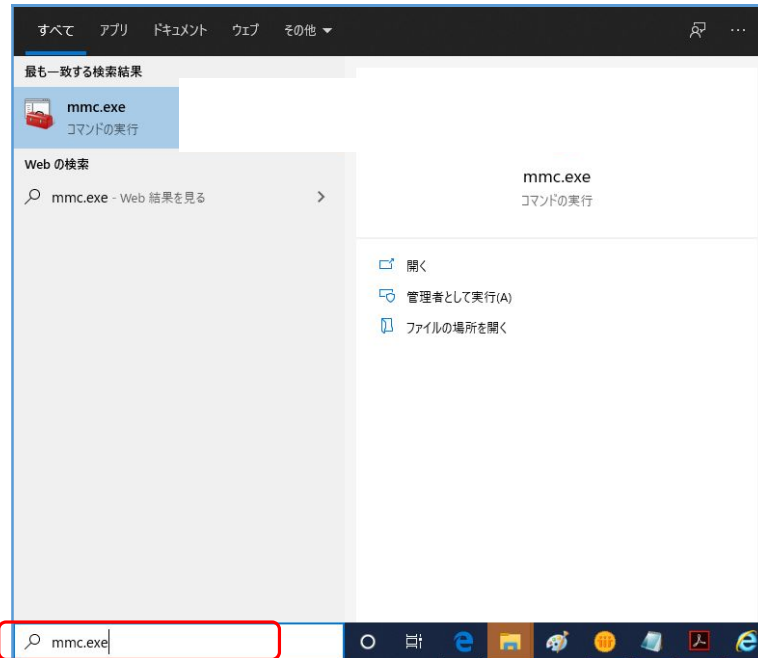 すべて アプリ ドキュメント ウェブ その他
最も一致する検索結果
mmc.exe
コマンドの実行
Web の検索
mmc.exe - Web 結果を見る
mmc.exe
コマンドの実行
開く
管理者として実行(A)
ファイルの場所を開く
mmc.exe